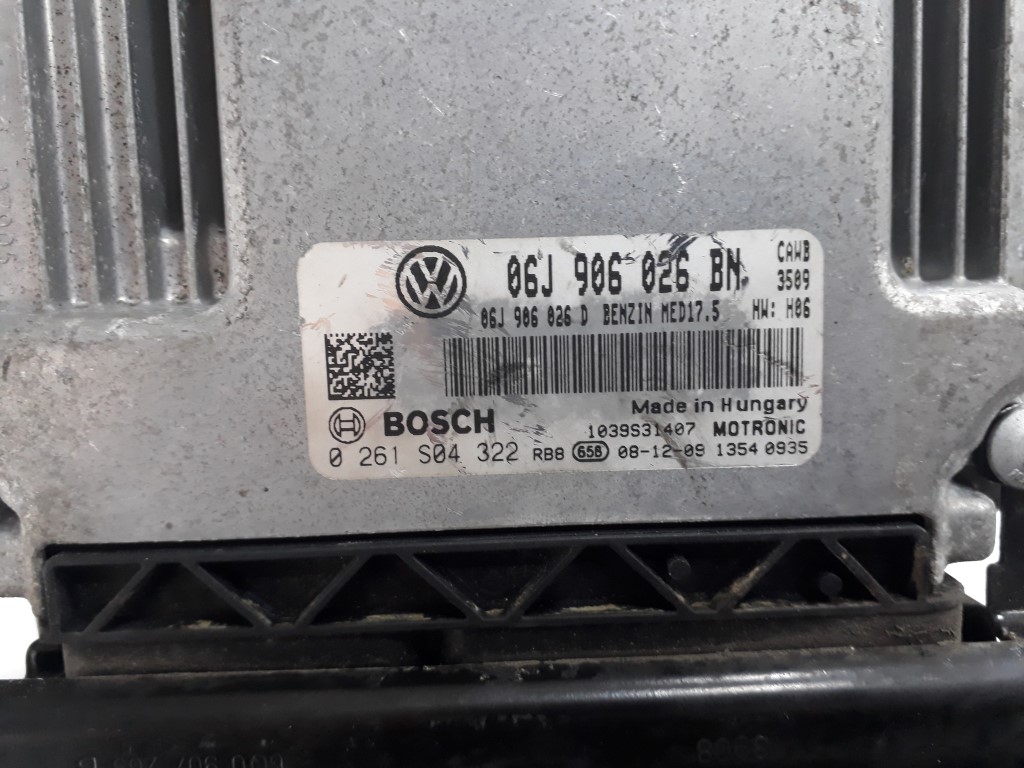 06J 906 026 BN
CAWB
3509
06J 906 026 D BENZIN MED17.5
HW: H06
Made in Hungary
BOSCH
1039S31407 MOTRONIC
0 261 S04 322 RB8 658 08-12-09 1354 0935